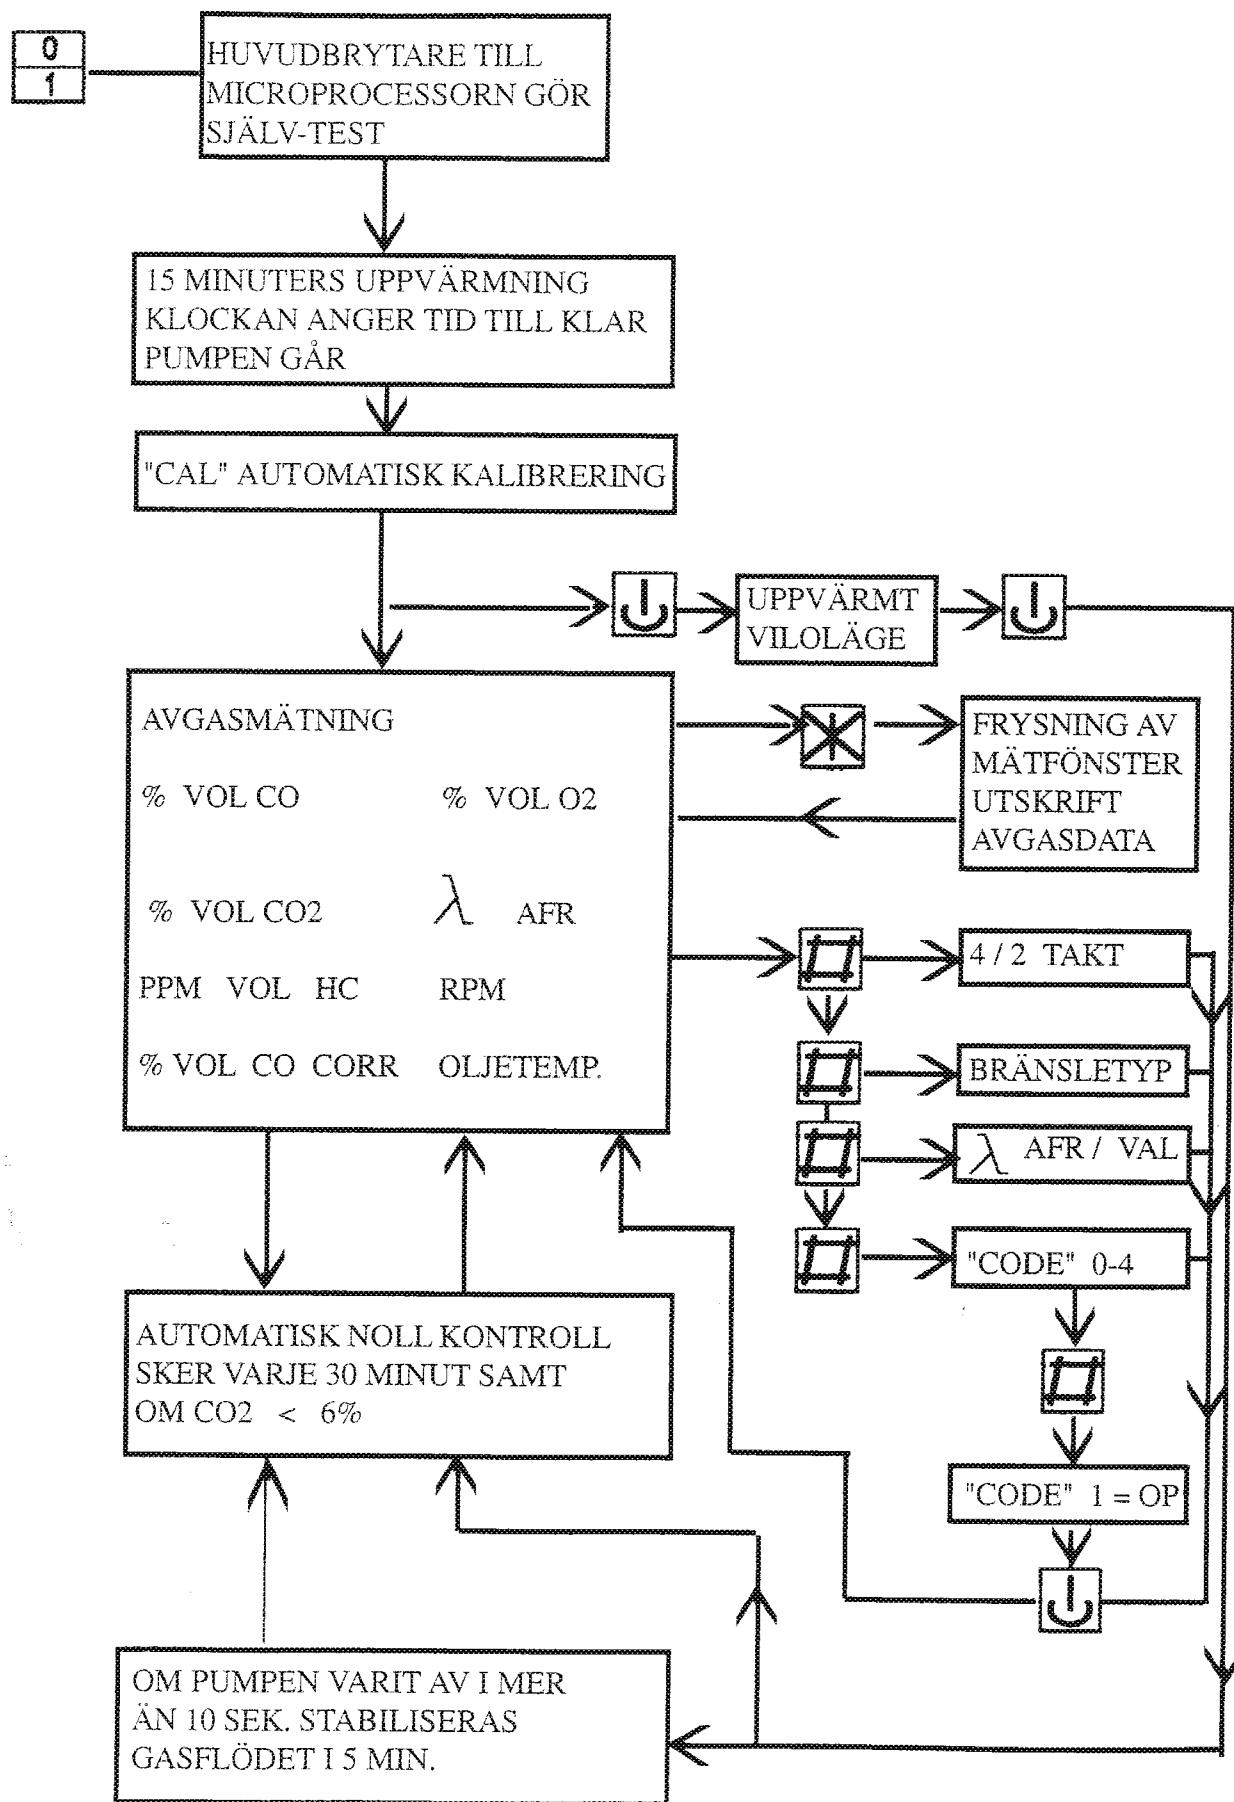 0
1
HUVUDBRYTARE TILL
MICROPROCESSORN GÖR
SJÄLV-TEST
15 MINUTERS UPPVÄRMNING
KLOCKAN ANGER TID TILL KLAR
PUMPEN GÅR
"CAL" AUTOMATISK KALIBRERING
UPPVÄRMT
VILOLÄGE
AVGASMÄTNING
% VOL CO
% VOL O2
% VOL CO2
λ AFR
PPM VOL HC
RPM
% VOL CO CORR
OLJETEMP.
FRYSNING AV
MÄTFÖNSTER
UTSKRIFT
AVGASDATA
4 / 2 TAKT
BRÄNSLETYP
λ AFR / VAL
"CODE" 0-4
"CODE" 1 = OP
AUTOMATISK NOLL KONTROLL
SKER VARJE 30 MINUT SAMT
OM CO2 < 6%
OM PUMPEN VARIT AV I MER
ÄN 10 SEK. STABILISERAS
GASFLÖDET I 5 MIN.